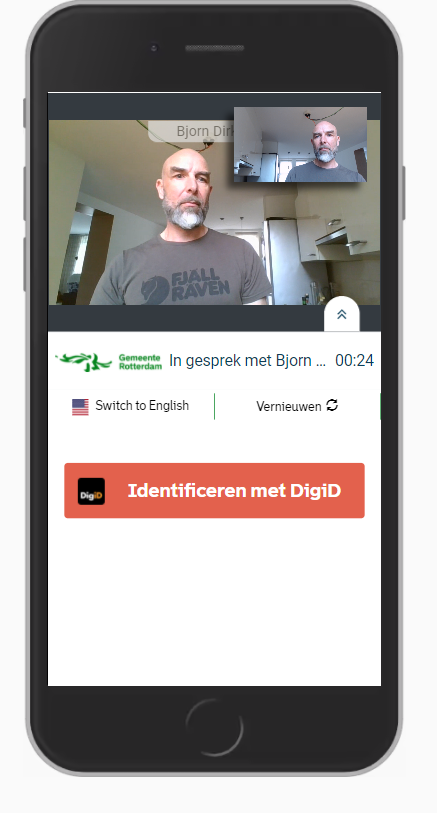 Bjorn Dir
FJALL
RAVEN
Gemeente
Rotterdam
In gesprek met Bjorn ... 00:24
Switch to English
Vernieuwen
DigiD
Identificeren met DigiD